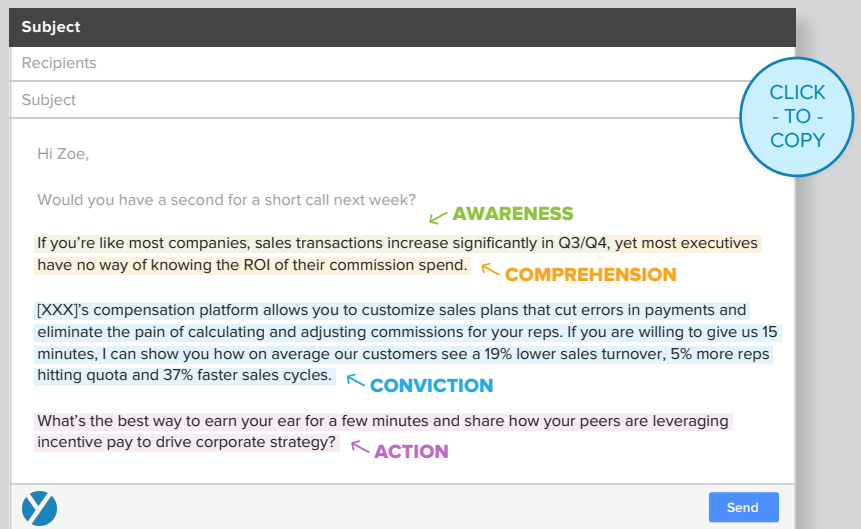 Subject
Recipients
Subject
CLICK
- TO -
COPY
Hi Zoe,
Would you have a second for a short call next week?
AWARENESS
If you’re like most companies, sales transactions increase significantly in Q3/Q4, yet most executives
have no way of knowing the ROI of their commission spend.
COMPREHENSION
[XXX]’s compensation platform allows you to customize sales plans that cut errors in payments and
eliminate the pain of calculating and adjusting commissions for your reps. If you are willing to give us 15
minutes, I can show you how on average our customers see a 19% lower sales turnover, 5% more reps
hitting quota and 37% faster sales cycles.
CONVICTION
What’s the best way to earn your ear for a few minutes and share how your peers are leveraging
incentive pay to drive corporate strategy?
ACTION
Send